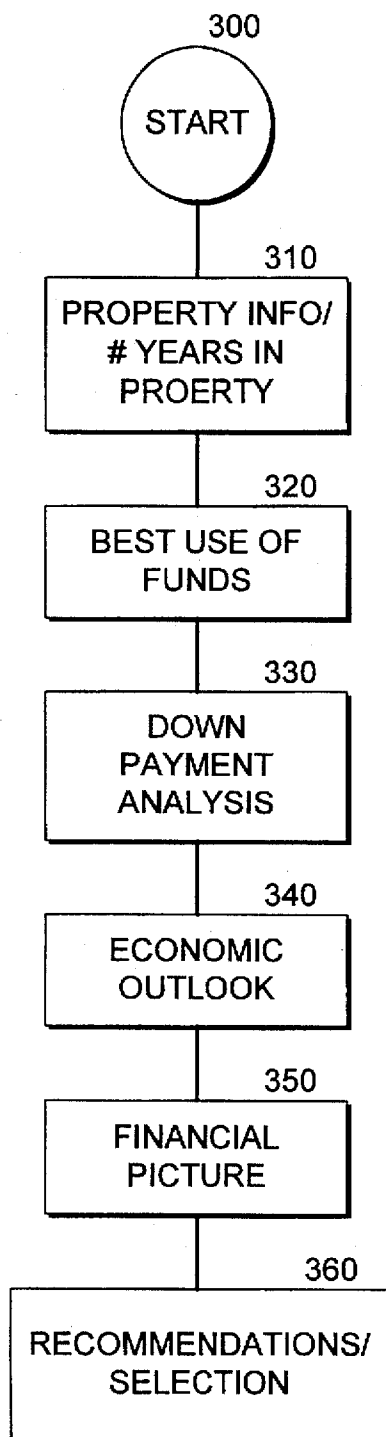 300
START
310
PROPERTY INFO/
# YEARS IN
PROERTY
320
BEST USE OF
FUNDS
330
DOWN
PAYMENT
ANALYSIS
340
ECONOMIC
OUTLOOK
350
FINANCIAL
PICTURE
360
RECOMMENDATIONS/
SELECTION